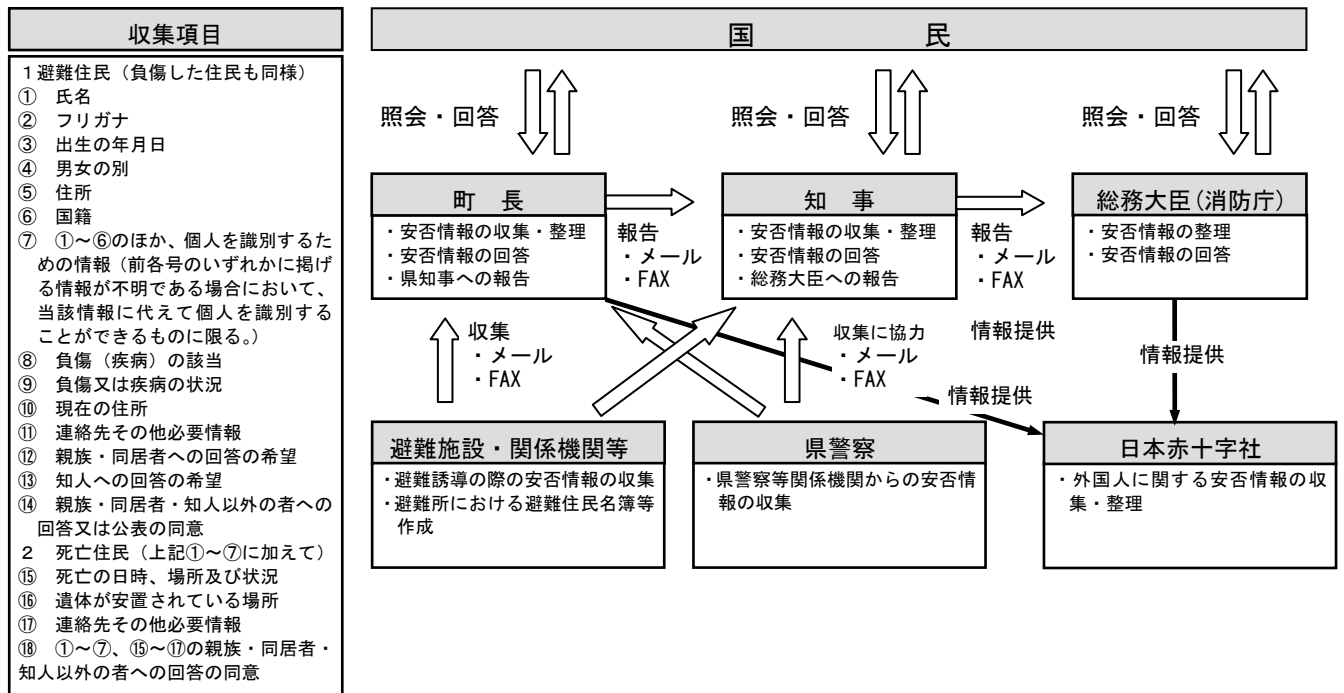 収集項目
1 避難住民（負傷した住民も同様）
① 氏名
② フリガナ
③ 出生の年月日
④ 男女の別
⑤ 住所
⑥ 国籍
⑦ ①～⑥のほか、個人を識別するた
めの情報（前各号のいずれかに掲げ
る情報が不明である場合において、
当該情報に代えて個人を識別する
ことができるものに限る。）
⑧ 負傷（疾病）の該当
⑨ 負傷又は疾病の状況
⑩ 現在の住所
⑪ 連絡先その他必要情報
⑫ 親族・同居者への回答の希望
⑬ 知人への回答の希望
⑭ 親族・同居者・知人以外の者への
回答又は公表の同意
2 死亡住民（上記①～⑦に加えて）
⑮ 死亡の日時、場所及び状況
⑯ 遺体が安置されている場所
⑰ 連絡先その他必要情報
⑱ ①～⑦、⑮～⑰の親族・同居者・
知人以外の者への回答の同意
国 民
照会・回答
照会・回答
照会・回答
町 長
・安否情報の収集・整理
・安否情報の回答
・県知事への報告
報告
・メール
・FAX
知 事
・安否情報の収集・整理
・安否情報の回答
・総務大臣への報告
報告
・メール
・FAX
総務大臣（消防庁）
・安否情報の整理
・安否情報の回答
収集
・メール
・FAX
収集に協力
・メール
・FAX
情報提供
情報提供
情報提供
避難施設・関係機関等
・避難誘導の際の安否情報の収集
・避難所における避難住民名簿等
作成
県警察
・県警察等関係機関からの安否情
報の収集
日本赤十字社
・外国人に関する安否情報の収
集・整理